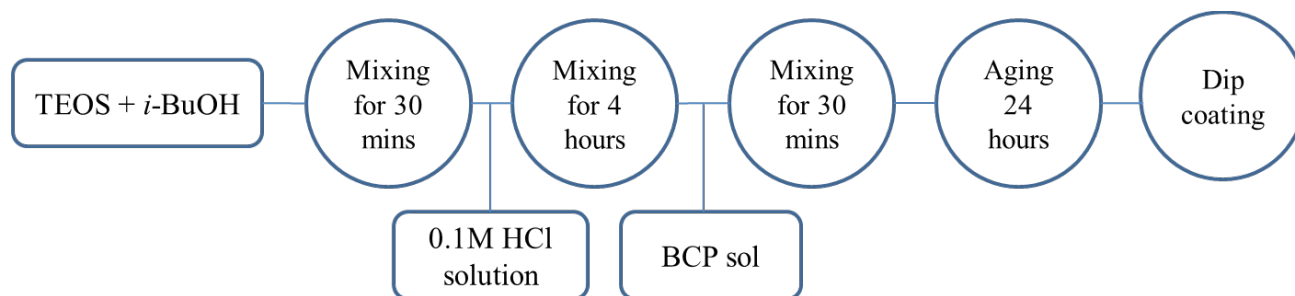 TEOS + i-BuOH
Mixing
for 30
mins
Mixing
for 4
hours
Mixing
for 30
mins
Aging
24
hours
Dip
coating
0.1M HCl
solution
BCP sol